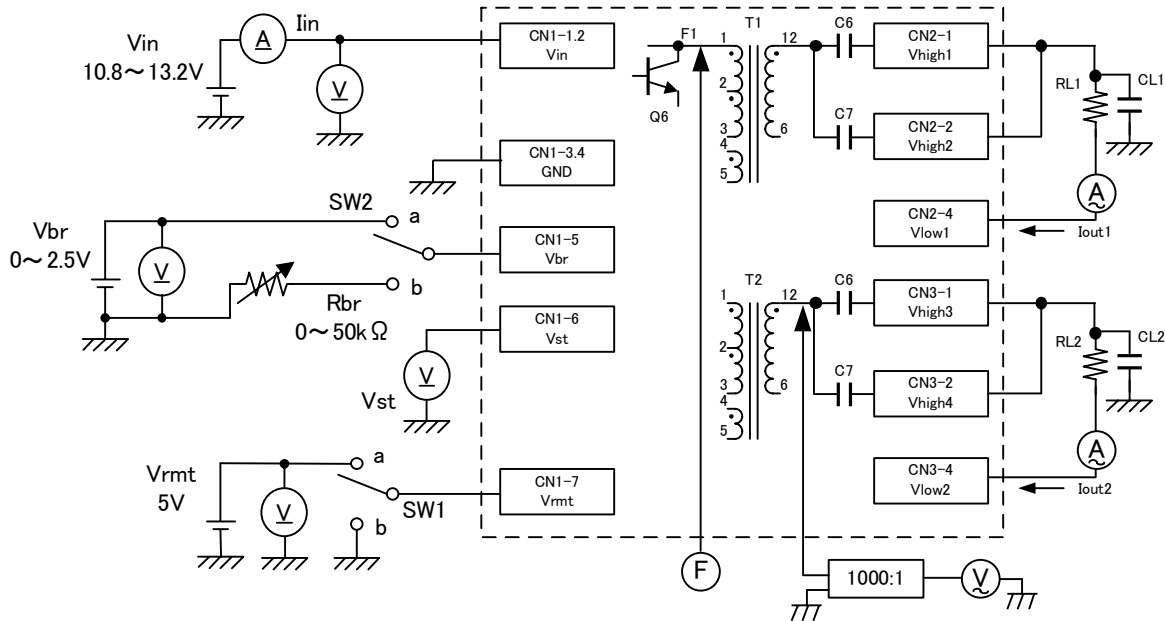 Iin
A
Vin
10.8～13.2V
V
CN1-1.2
Vin
CN1-3.4
GND
SW2
a
Vbr
0～2.5V
V
CN1-5
Vbr
b
Rbr
0～50kΩ
CN1-6
Vst
V
Vst
Vrmt
5V
a
V
SW1
b
CN1-7
Vrmt
F1
Q6
T1
1
2
3
4
5
12
6
C6
C7
CN2-1
Vhigh1
CN2-2
Vhigh2
CN2-4
Vlow1
RL1
CL1
A
Iout1
T2
1
2
3
4
5
12
6
C6
C7
CN3-1
Vhigh3
CN3-2
Vhigh4
CN3-4
Vlow2
RL2
CL2
A
Iout2
F
1000:1
V